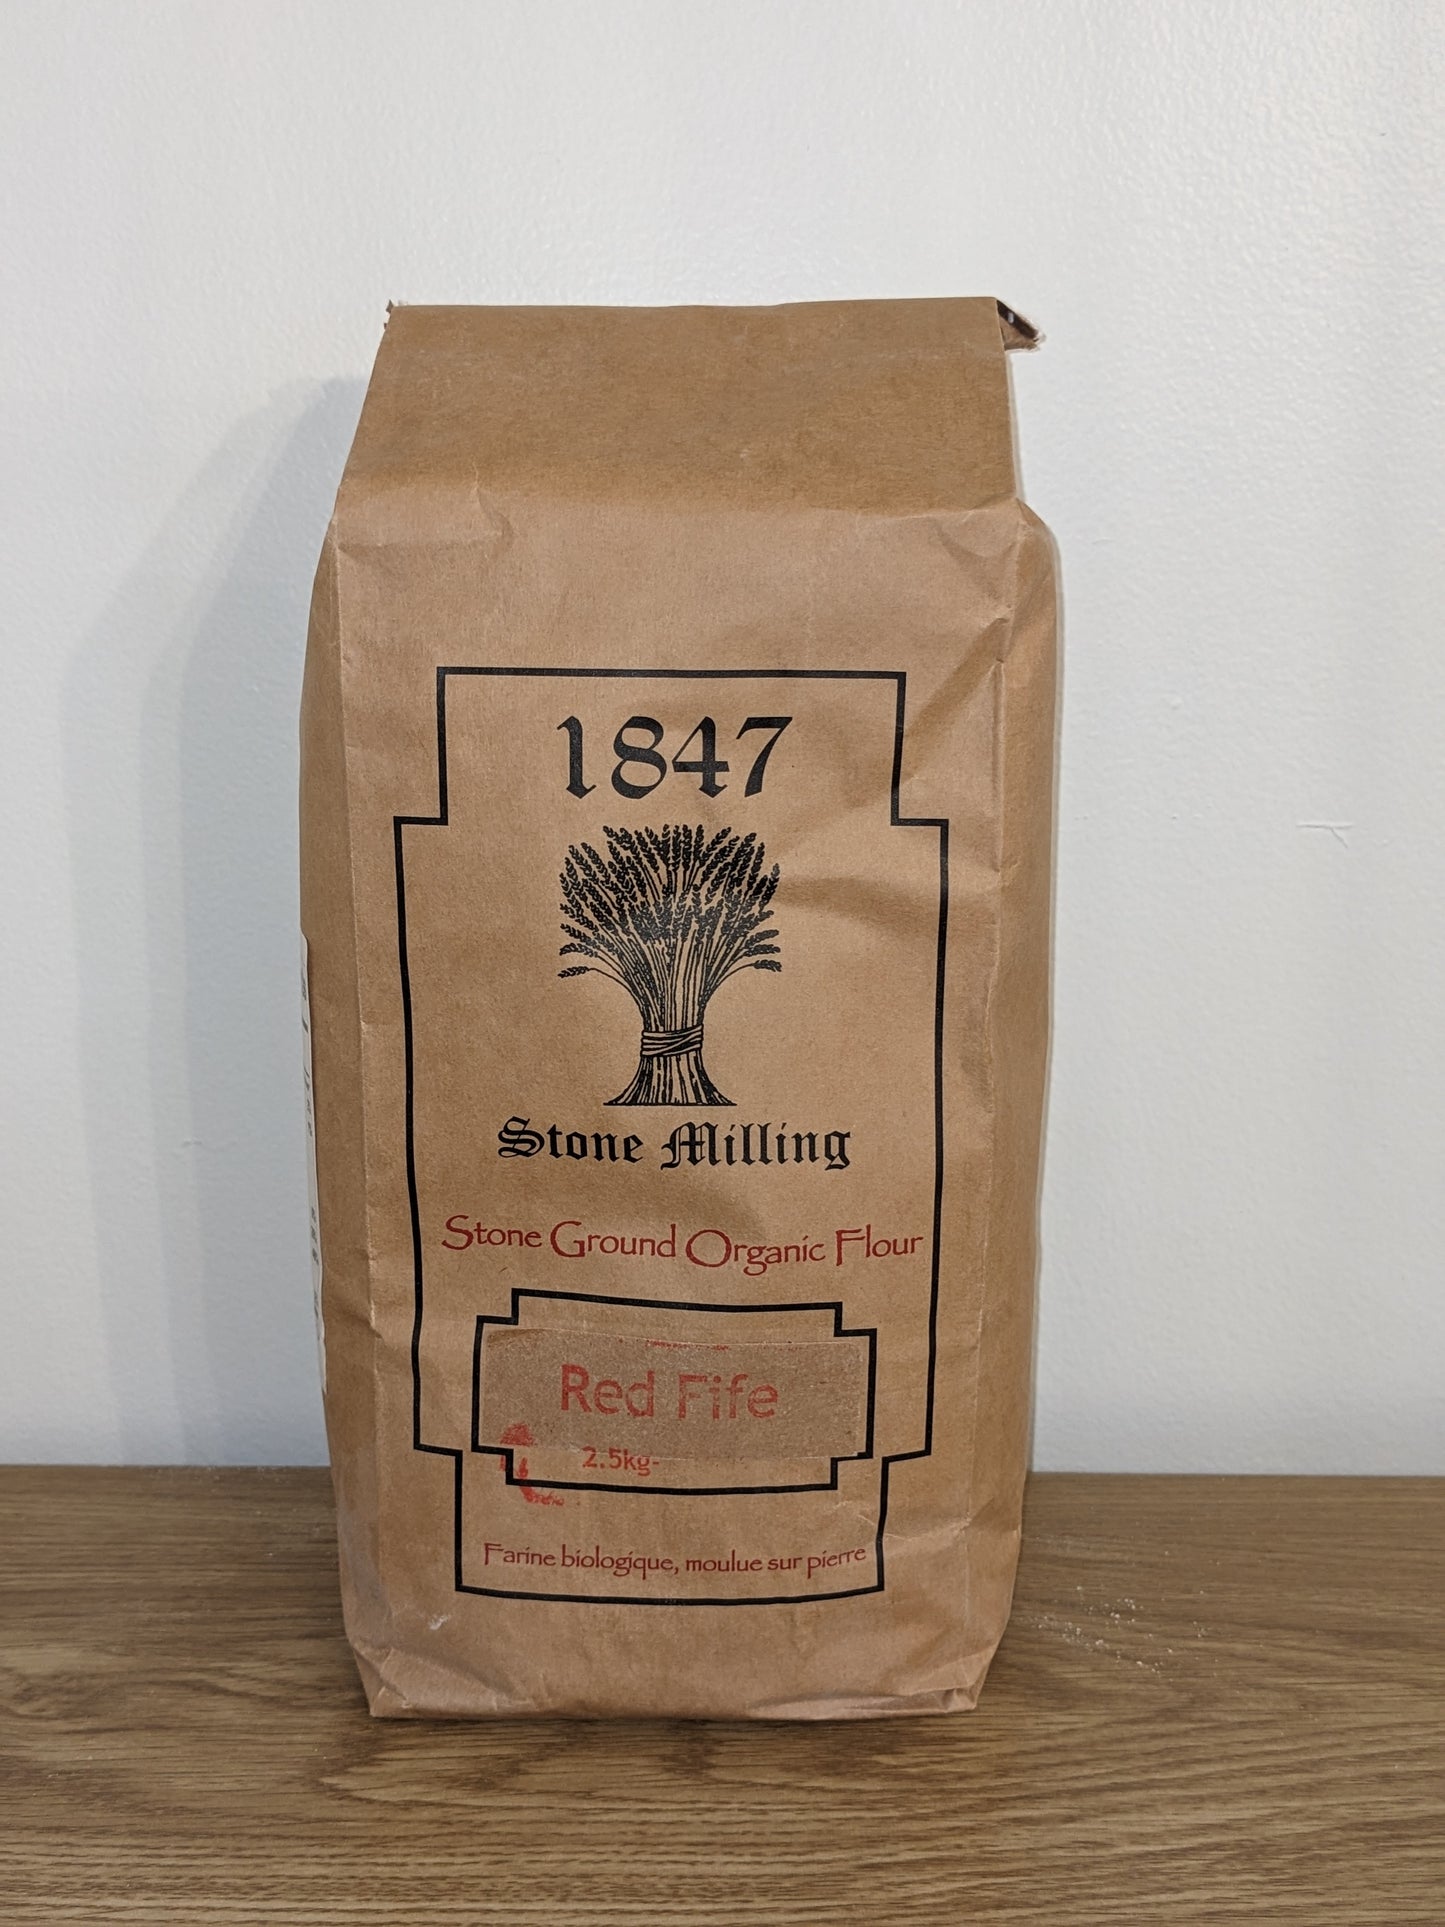 1847
Stone Milling
Stone Ground Organic Flour
Red Fife
2.5kg-
Farine biologique, moulue sur pierre